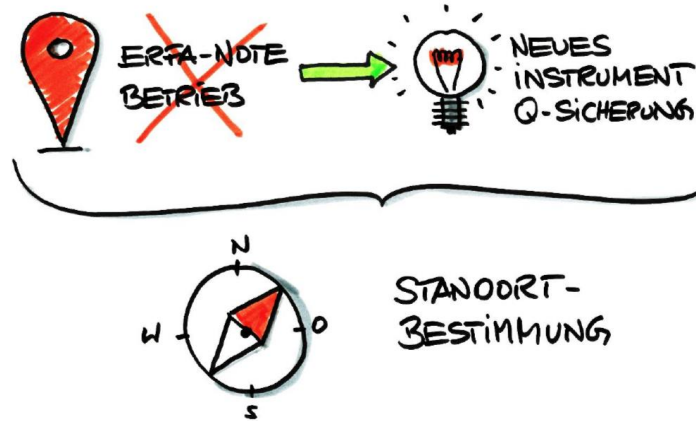 ERFA-NOTE
BETRIEB
NEUES
INSTRUMENT
Q-SICHERUNG
N
W
O
S
STANDORT-
BESTIMMUNG